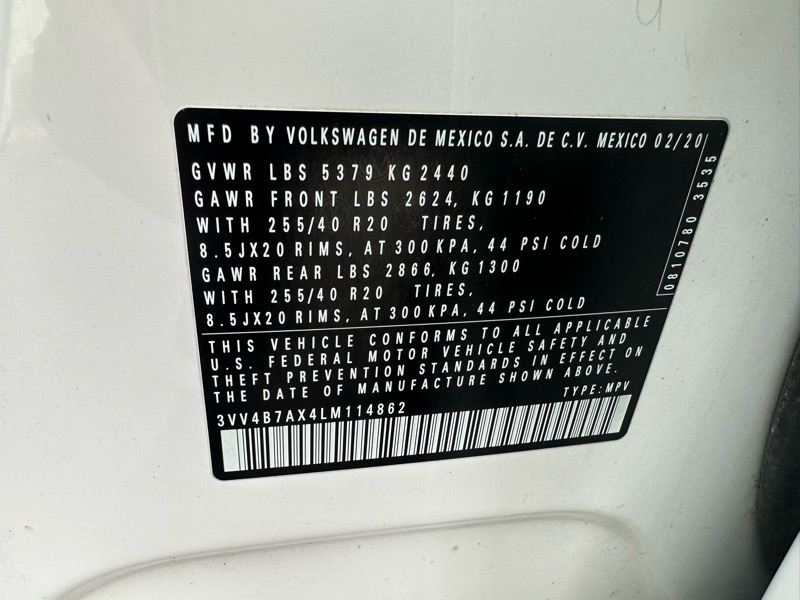 MFD BY VOLKSWAGEN DE MEXICO S.A. DE C.V. MEXICO 02/20
GVWR LBS 5379 KG 2440
GAWR FRONT LBS 2624, KG 1190
WITH 255/40 R20 TIRES,
8.5JX20 RIMS, AT 300 KPA, 44 PSI COLD
GAWR REAR LBS 2866, KG 1300
WITH 255/40 R20 TIRES,
8.5JX20 RIMS, AT 300 KPA, 44 PSI COLD
0810780 3535
THIS VEHICLE CONFORMS TO ALL APPLICABLE
U.S. FEDERAL MOTOR VEHICLE SAFETY AND
THEFT PREVENTION STANDARDS IN EFFECT ON
THE DATE OF MANUFACTURE SHOWN ABOVE.
TYPE: MPV
3VV4B7AX4LM114862